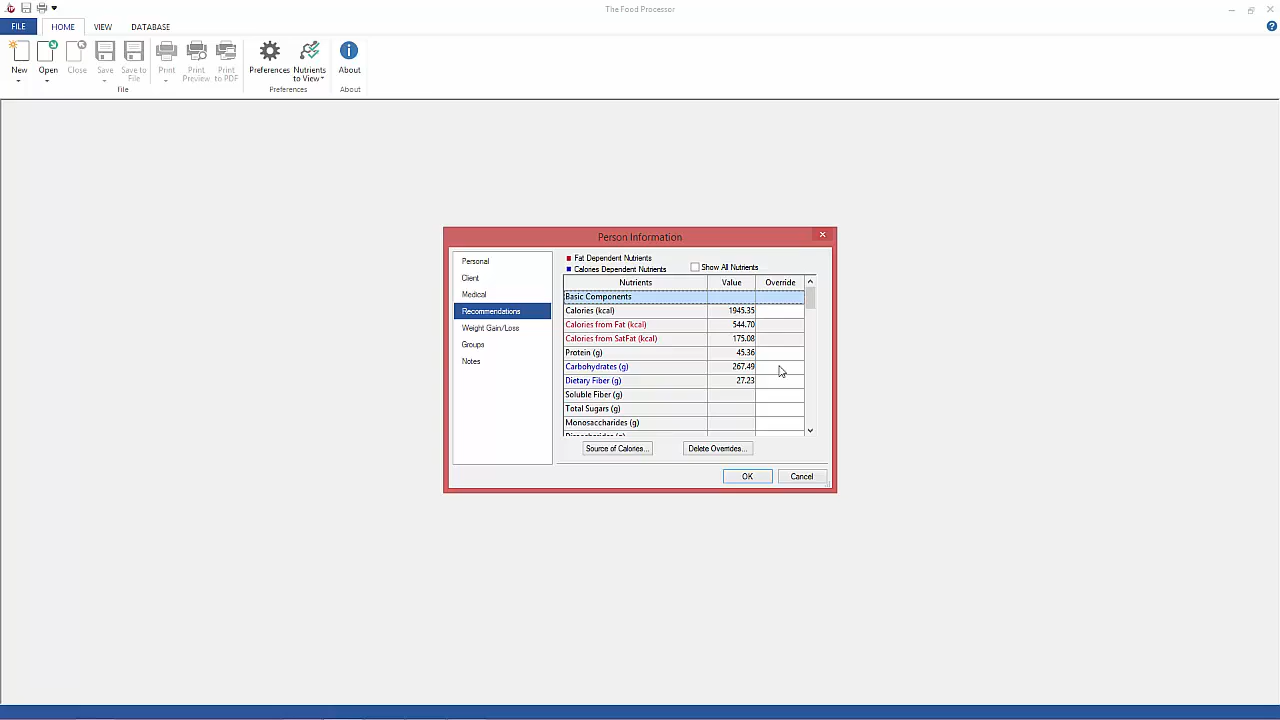 The Food Processor
FILE HOME VIEW DATABASE
New Open Close Save Save to File Print Print Preview Print to PDF Preferences Nutrients to View About
File Preferences About
Person Information
Personal
Client
Medical
Recommendations
Weight Gain/Loss
Groups
Notes
Fat Dependent Nutrients
Calories Dependent Nutrients
Show All Nutrients
Nutrients Value Override
Basic Components
Calories (kcal) 1945.35
Calories from Fat (kcal) 544.70
Calories from SatFat (kcal) 175.08
Protein (g) 45.36
Carbohydrates (g) 267.49
Dietary Fiber (g) 27.23
Soluble Fiber (g)
Total Sugars (g)
Monosaccharides (g)
Source of Calories... Delete Overrides...
OK Cancel